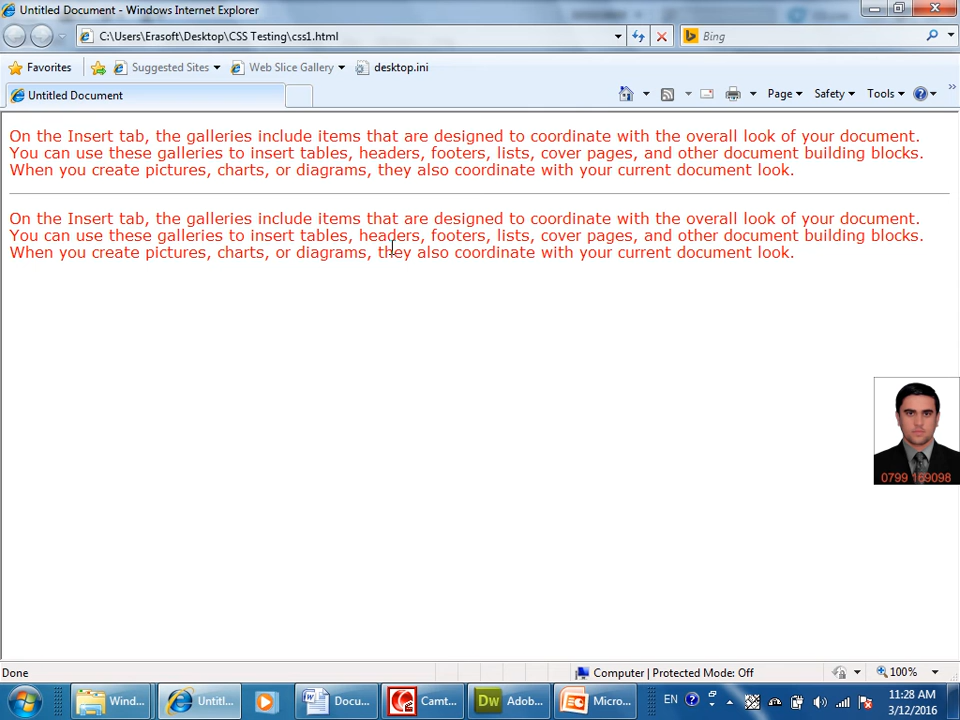 Untitled Document - Windows Internet Explorer
C:\Users\Erasoft\Desktop\CSS Testing\css1.html
Bing
Favorites
Suggested Sites
Web Slice Gallery
desktop.ini
Untitled Document
Page
Safety
Tools
On the Insert tab, the galleries include items that are designed to coordinate with the overall look of your document.
You can use these galleries to insert tables, headers, footers, lists, cover pages, and other document building blocks.
When you create pictures, charts, or diagrams, they also coordinate with your current document look.
On the Insert tab, the galleries include items that are designed to coordinate with the overall look of your document.
You can use these galleries to insert tables, headers, footers, lists, cover pages, and other document building blocks.
When you create pictures, charts, or diagrams, they also coordinate with your current document look.
0799 169098
Done
Computer | Protected Mode: Off
100%
Wind...
Untitl...
Docu...
Camt...
Dw
Adob...
Micro...
EN
11:28 AM
3/12/2016